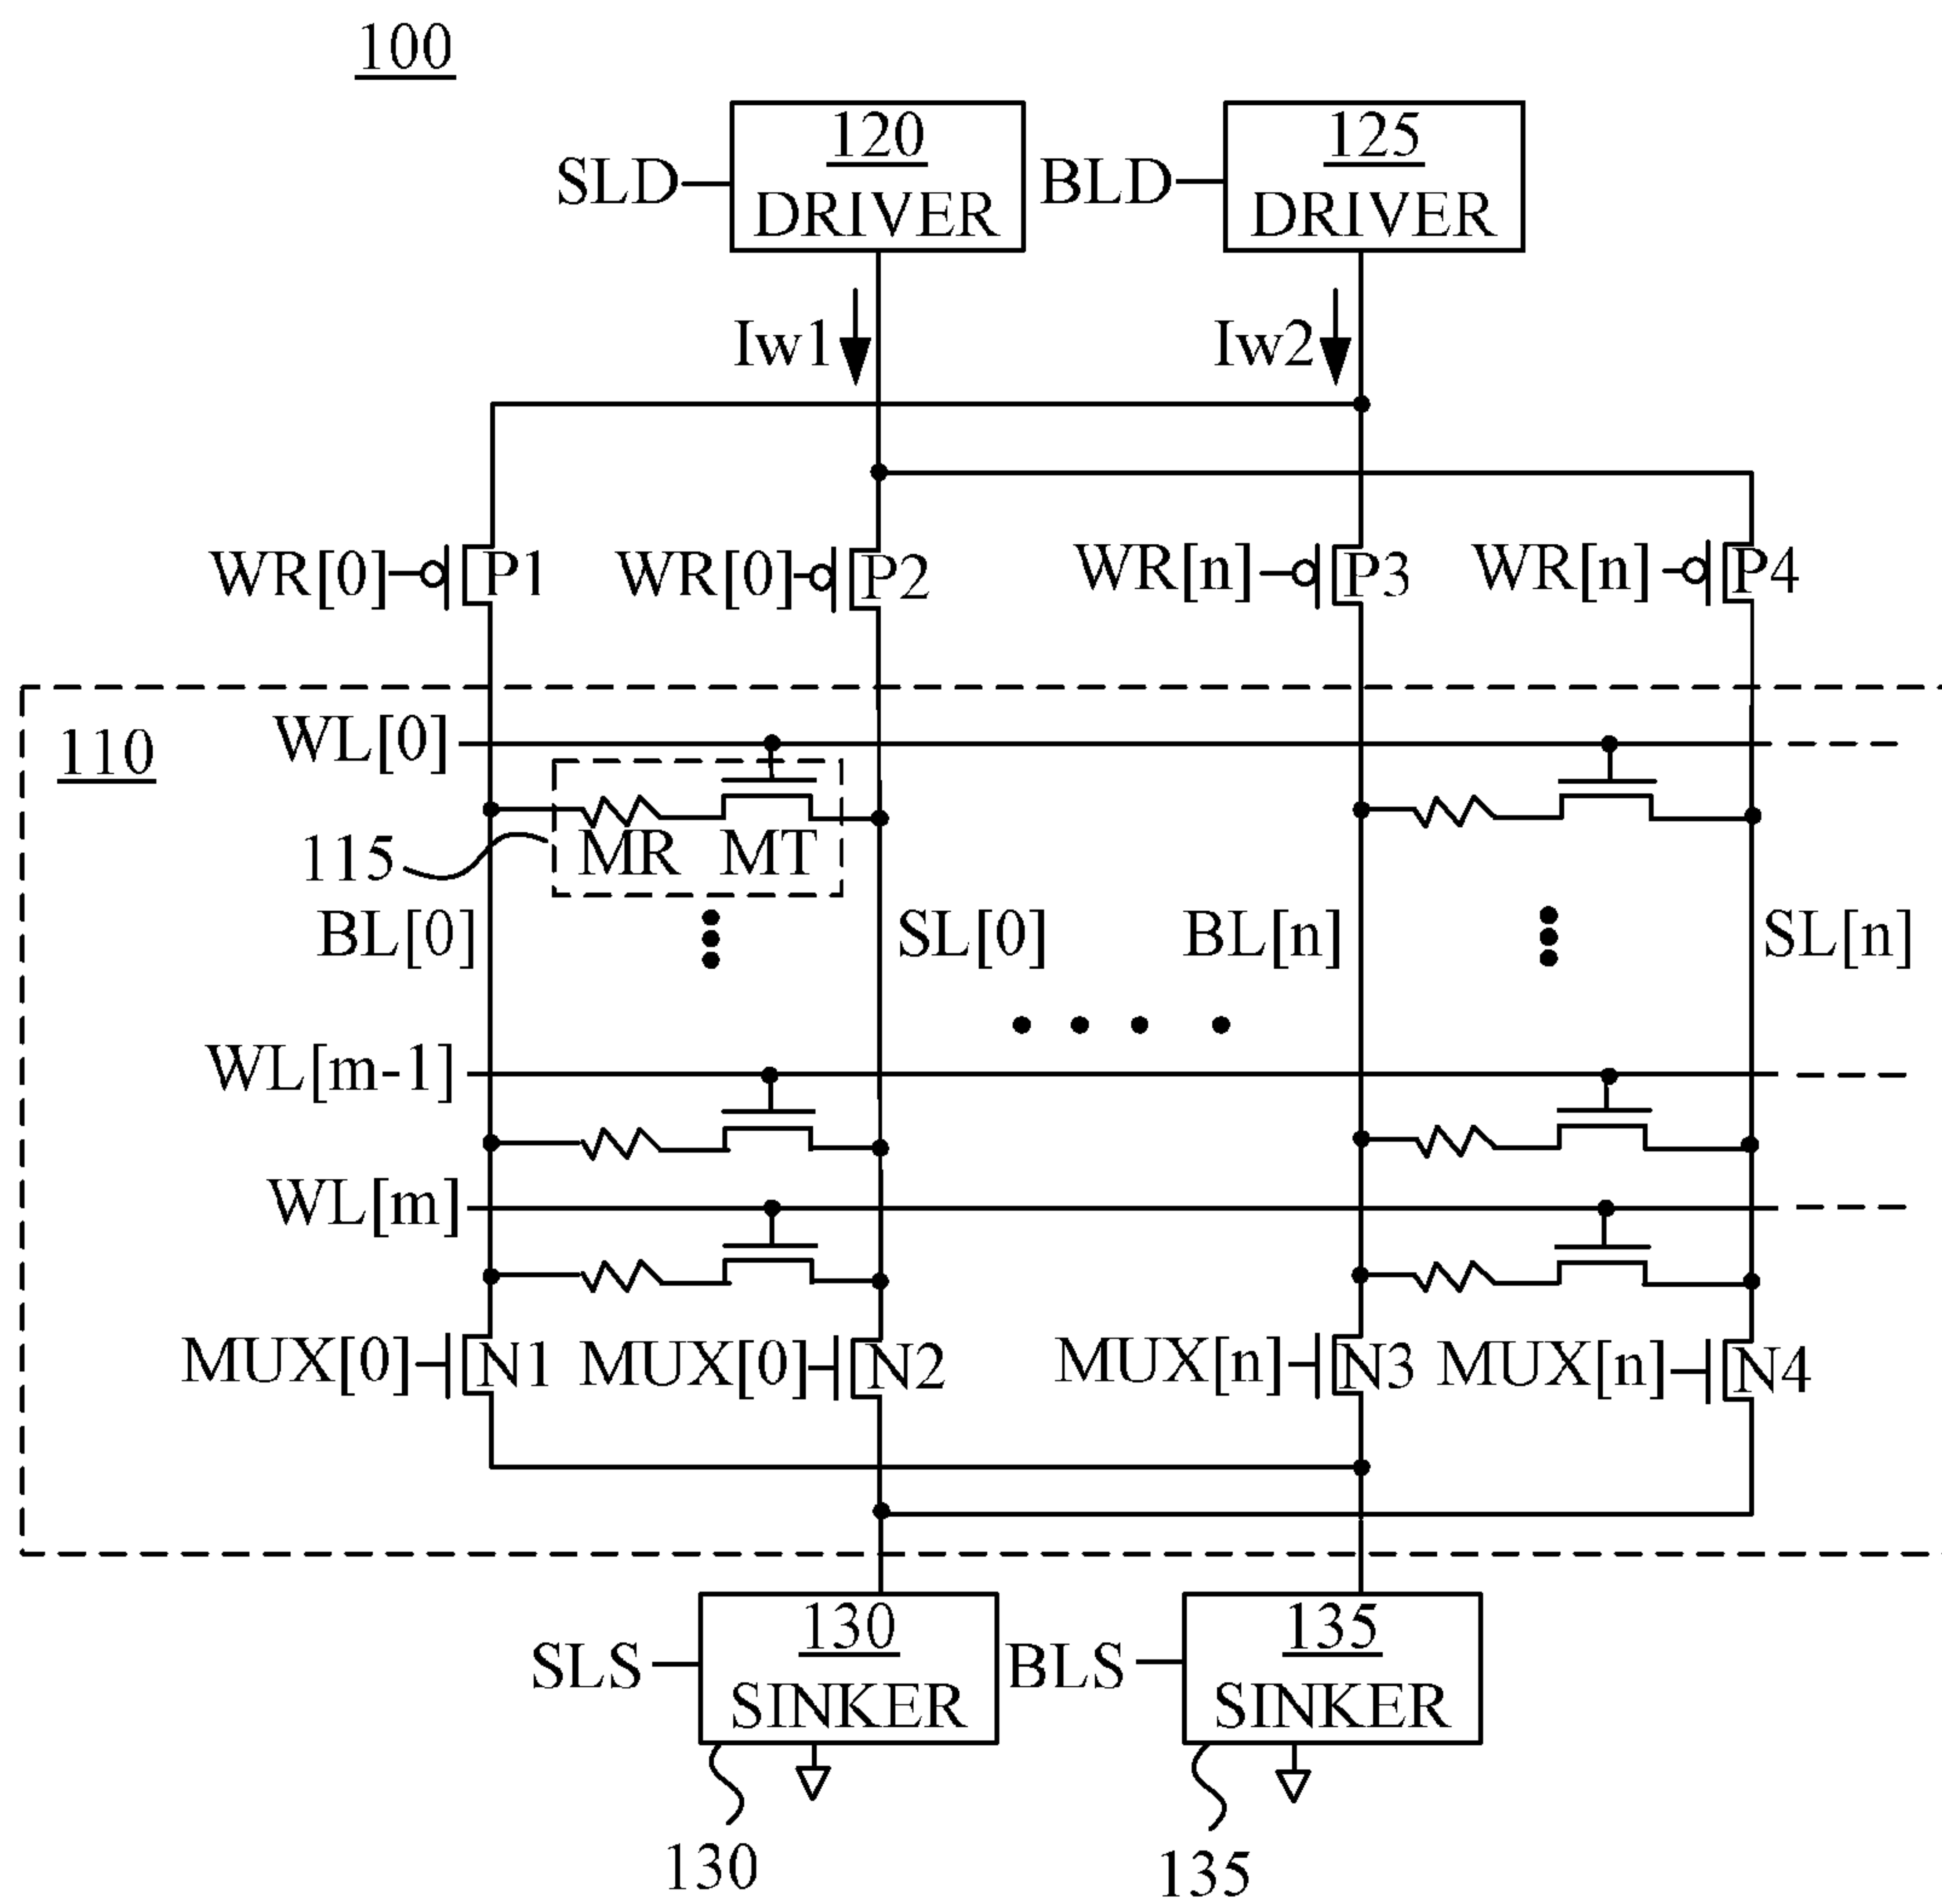 100
120
DRIVER
SLD
125
DRIVER
BLD
Iw1
Iw2
WR[0]
P1
WR[0]
P2
WR[n]
P3
WR[n]
P4
110
WL[0]
MR
MT
115
BL[0]
SL[0]
BL[n]
SL[n]
WL[m-1]
WL[m]
MUX[0]
N1
MUX[0]
N2
MUX[n]
N3
MUX[n]
N4
130
SINKER
SLS
135
SINKER
BLS
130
135